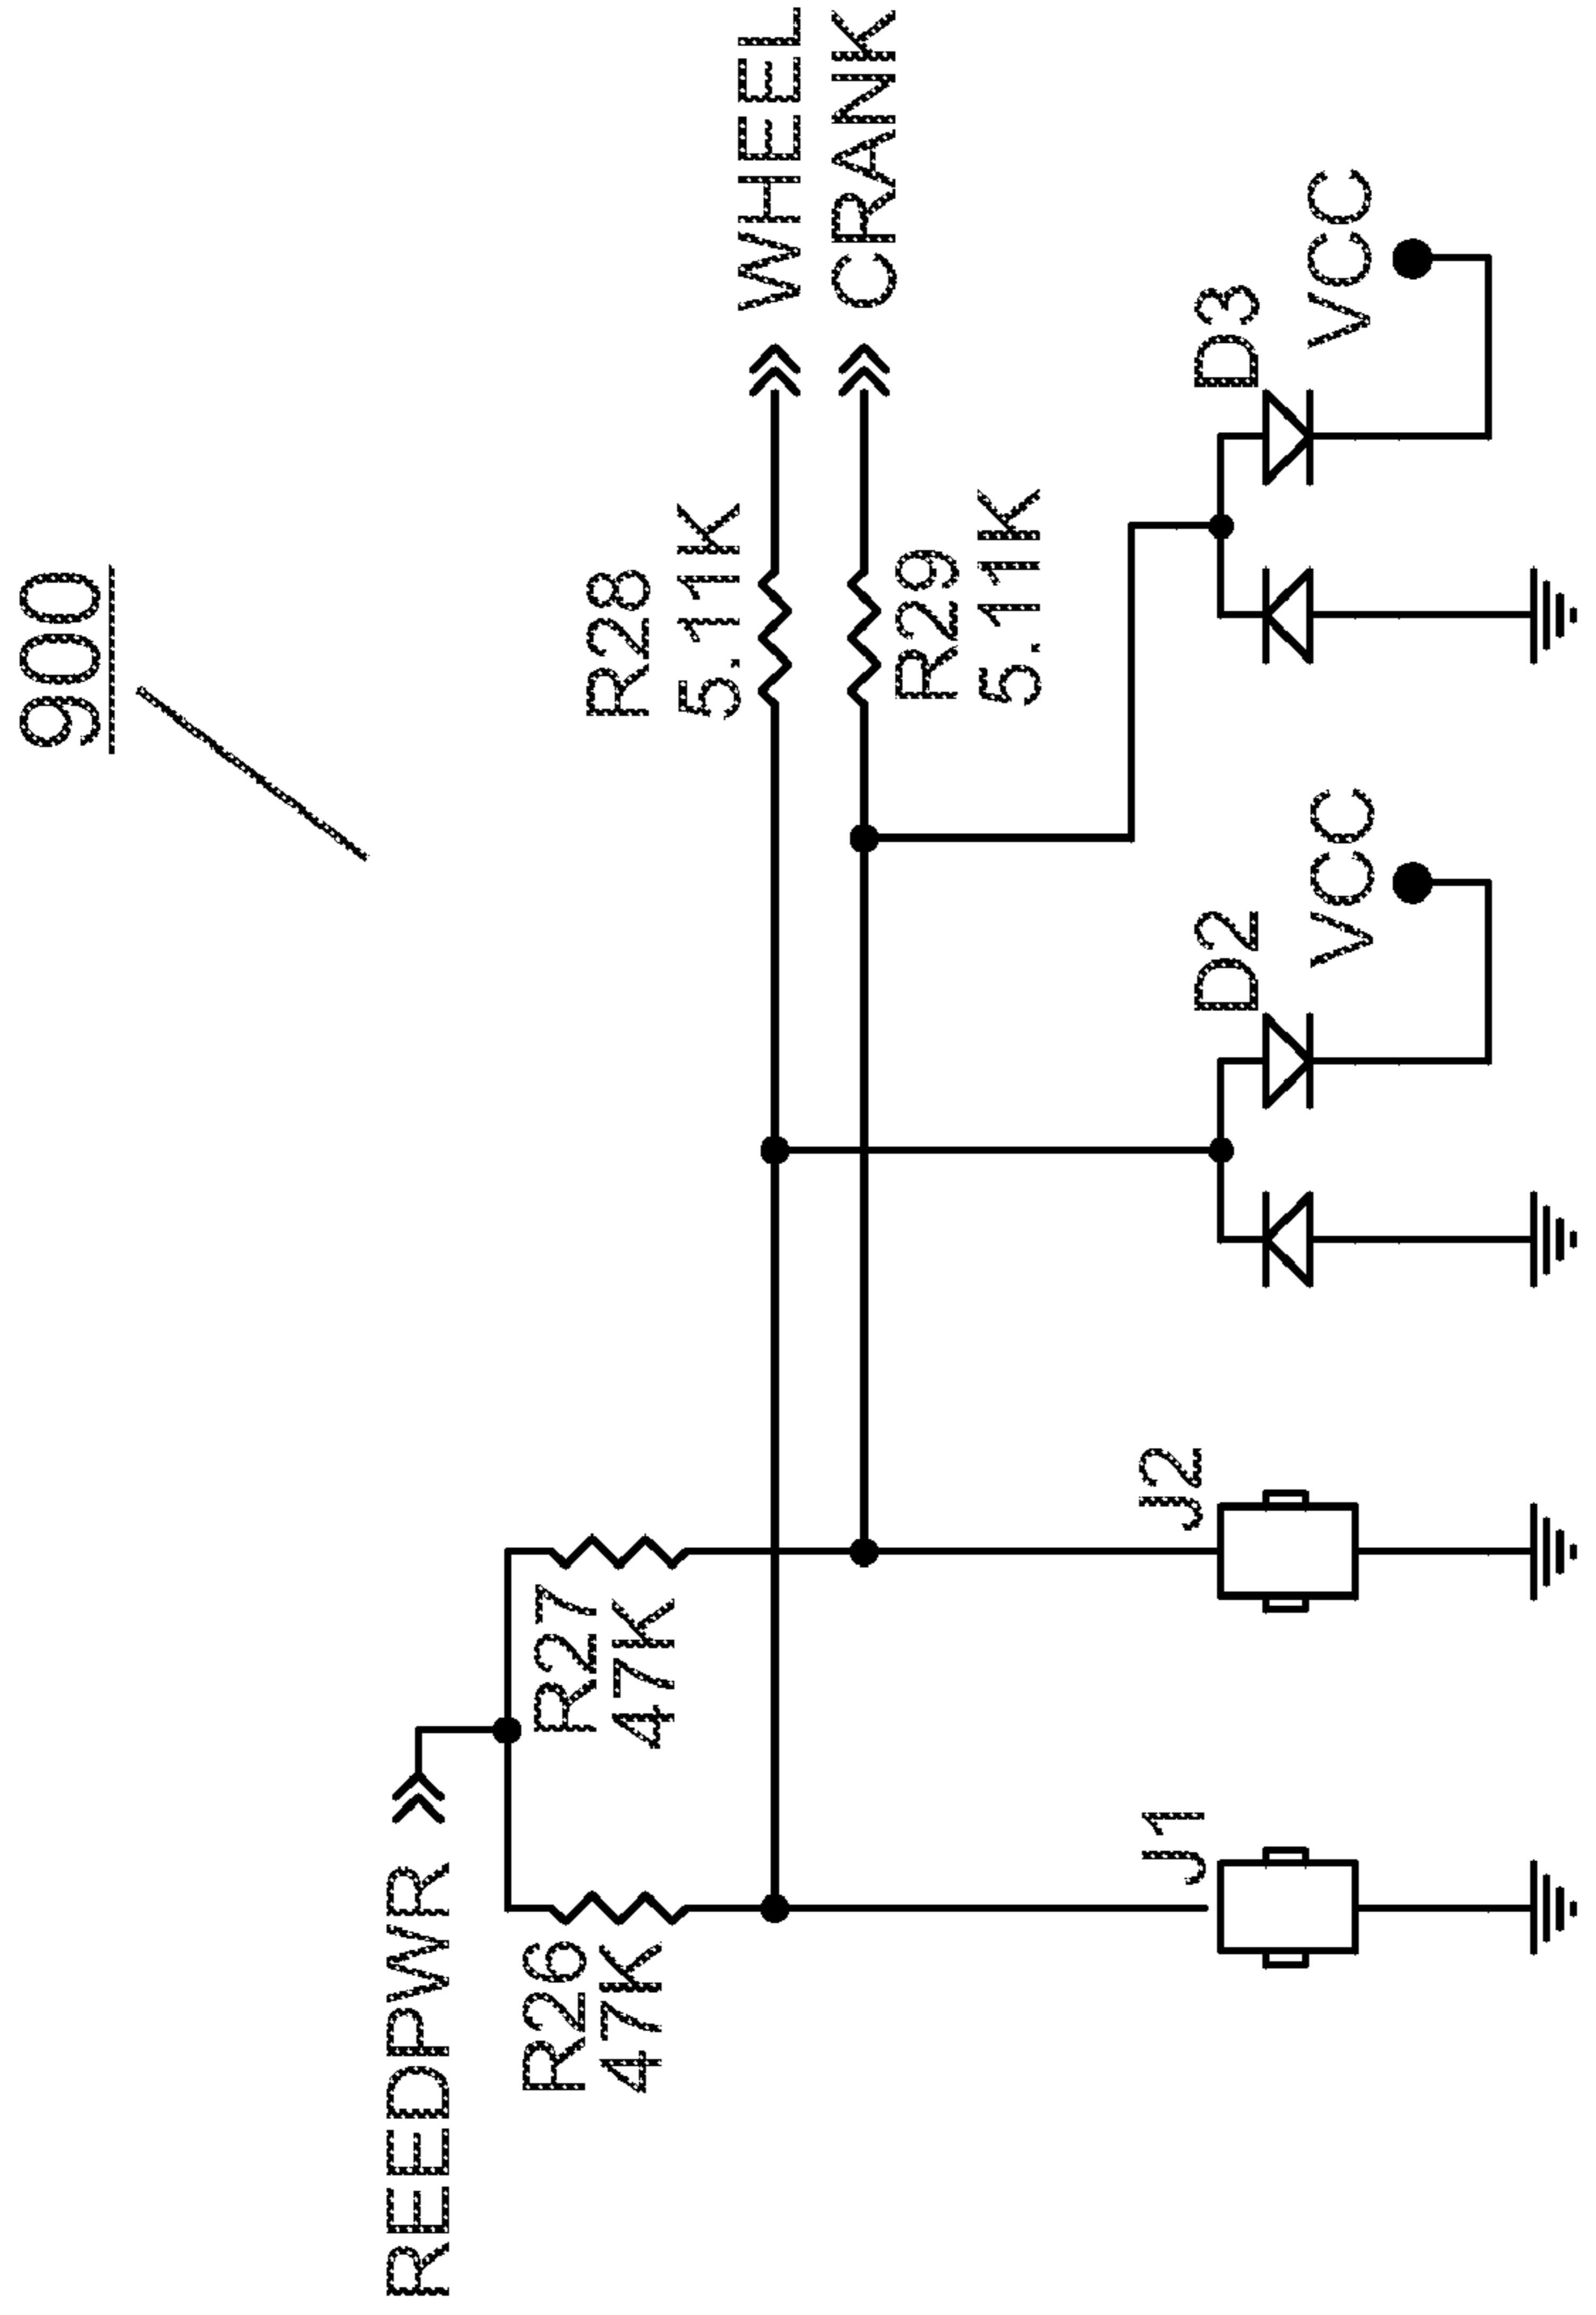 900
REEDPWR
R26
47K
R27
47K
R28
5.11K
WHEEL
CRANK
R29
5.11K
J1
J2
D2
VCC
D3
VCC